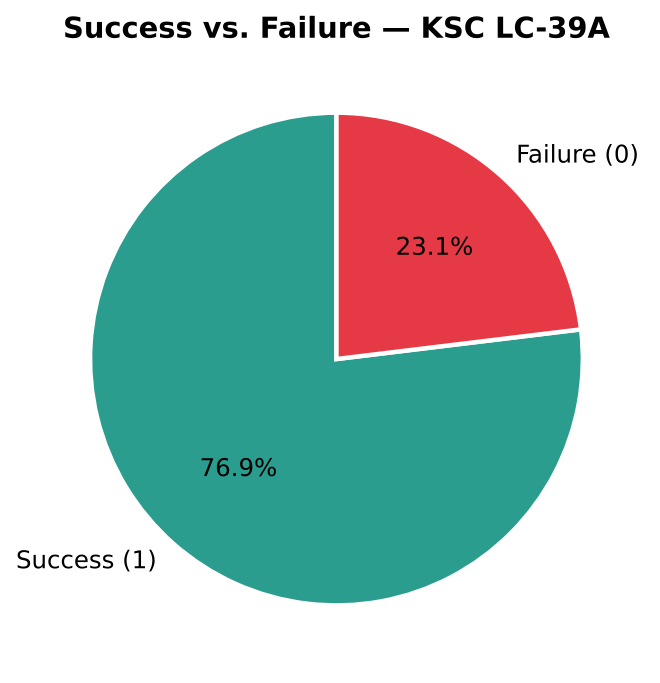 Success vs. Failure — KSC LC-39A
Failure (0)
23.1%
76.9%
Success (1)